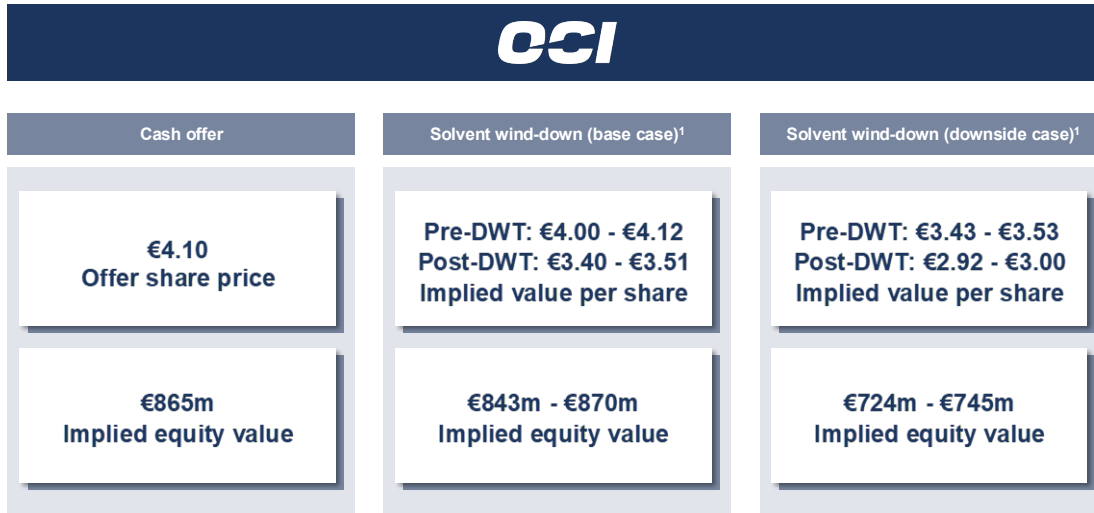 OCI
Cash offer
€4.10
Offer share price
€865m
Implied equity value
Solvent wind-down (base case)¹
Pre-DWT: €4.00 - €4.12
Post-DWT: €3.40 - €3.51
Implied value per share
€843m - €870m
Implied equity value
Solvent wind-down (downside case)¹
Pre-DWT: €3.43 - €3.53
Post-DWT: €2.92 - €3.00
Implied value per share
€724m - €745m
Implied equity value